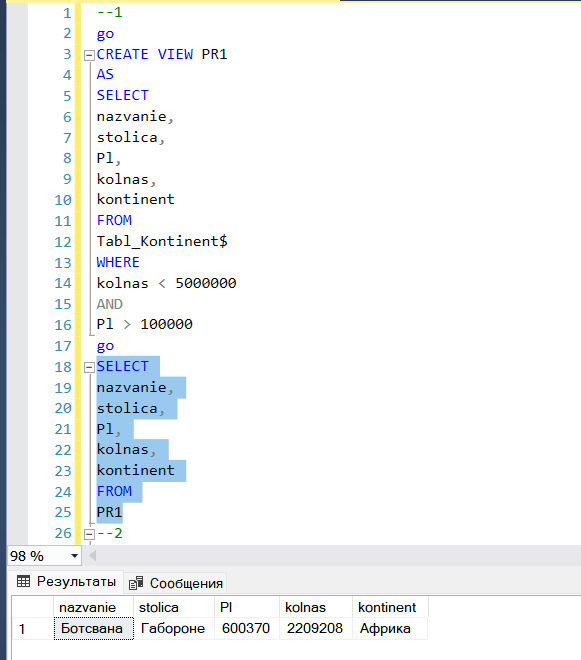 1 --1
2 go
3 CREATE VIEW PR1
4 AS
5 SELECT
6 nazvanie,
7 stolica,
8 Pl,
9 kolnas,
10 kontinent
11 FROM
12 Tabl_Kontinent$
13 WHERE
14 kolnas < 5000000
15 AND
16 Pl > 100000
17 go
18 SELECT
19 nazvanie,
20 stolica,
21 Pl,
22 kolnas,
23 kontinent
24 FROM
25 PR1
26 --2
98 %
Результаты Сообщения
nazvanie stolica Pl kolnas kontinent
1 Ботсвана Габороне 600370 2209208 Африка